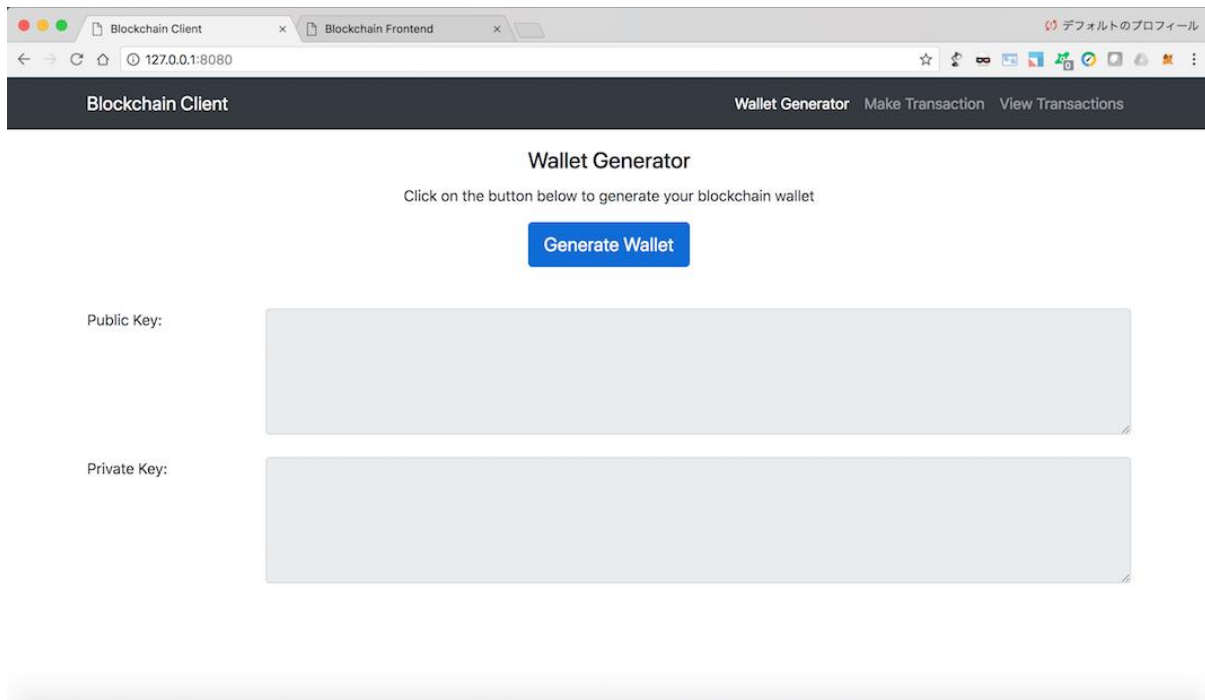 Blockchain Client
Blockchain Frontend
デフォルトのプロフィール
127.0.0.1:8080
0
Blockchain Client
Wallet Generator Make Transaction View Transactions
Wallet Generator
Click on the button below to generate your blockchain wallet
Generate Wallet
Public Key:
Private Key: